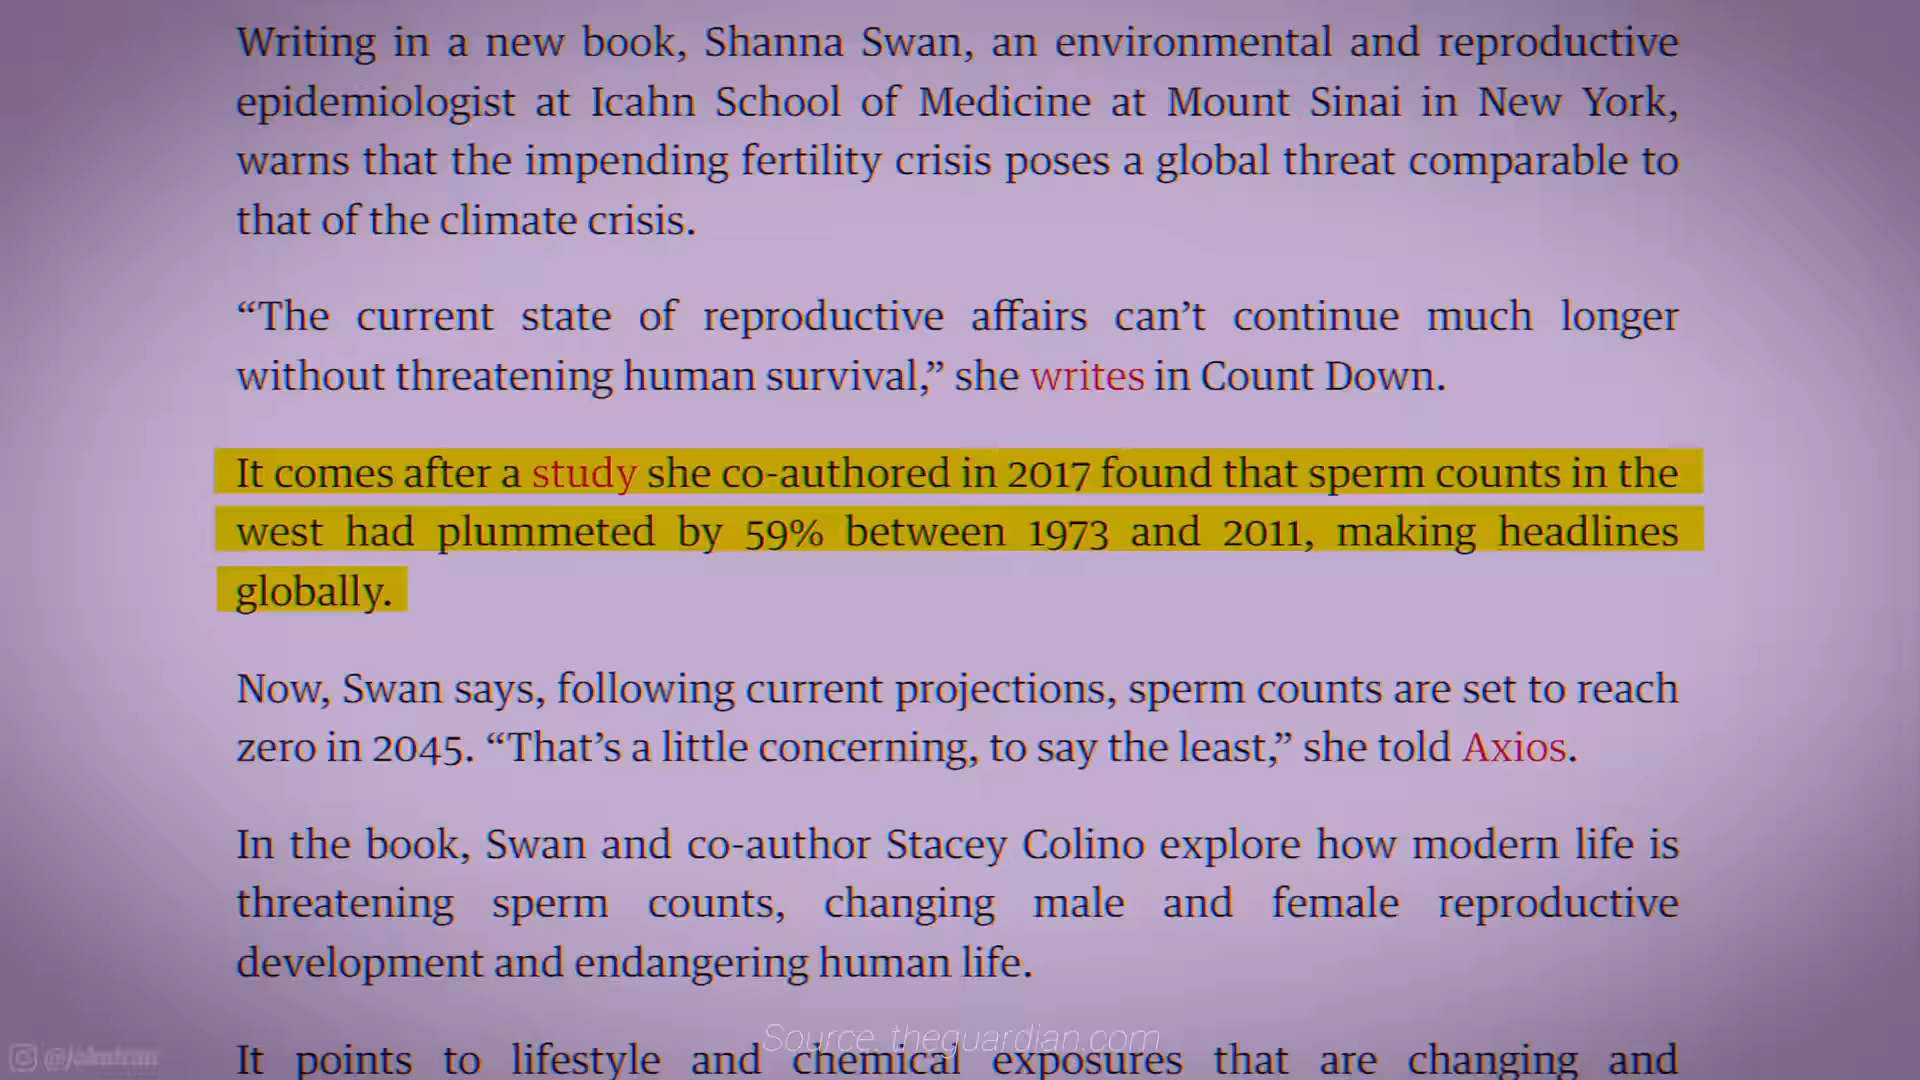 Writing in a new book, Shanna Swan, an environmental and reproductive
epidemiologist at Icahn School of Medicine at Mount Sinai in New York,
warns that the impending fertility crisis poses a global threat comparable to
that of the climate crisis.
“The current state of reproductive affairs can’t continue much longer
without threatening human survival,” she writes in Count Down.
It comes after a study she co-authored in 2017 found that sperm counts in the
west had plummeted by 59% between 1973 and 2011, making headlines
globally.
Now, Swan says, following current projections, sperm counts are set to reach
zero in 2045. “That’s a little concerning, to say the least,” she told Axios.
In the book, Swan and co-author Stacey Colino explore how modern life is
threatening sperm counts, changing male and female reproductive
development and endangering human life.
Source: theguardian.com
It points to lifestyle and chemical exposures that are changing and